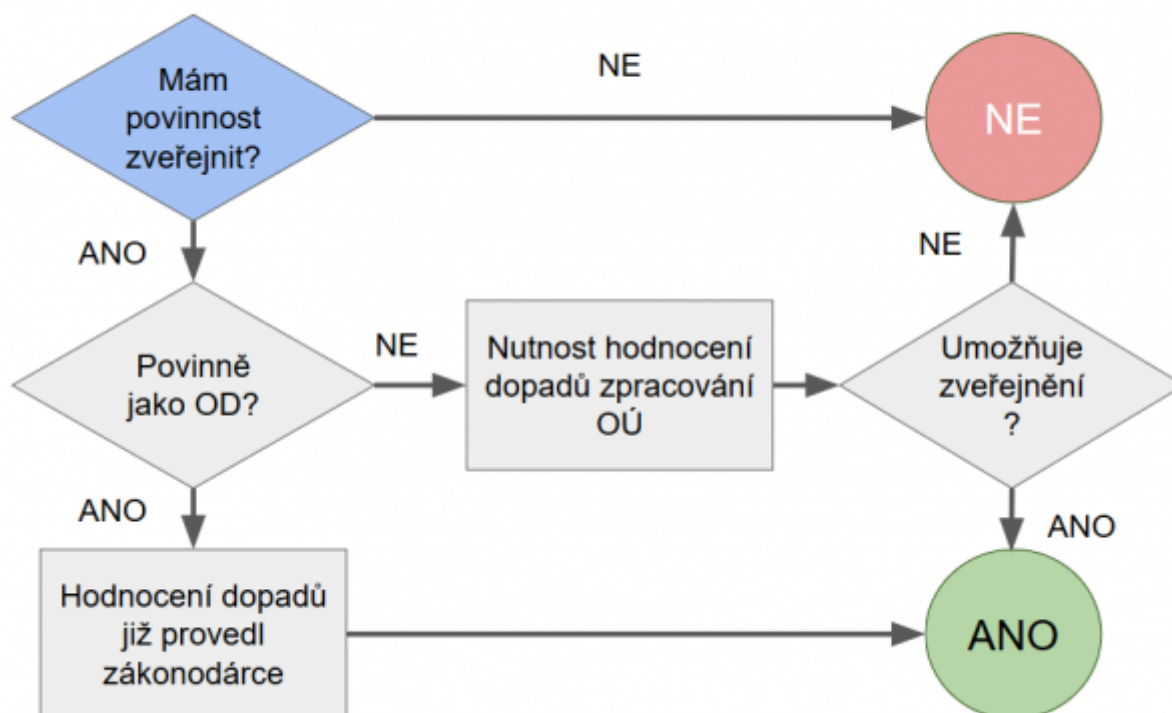 Mám
povinnost
zveřejnit?
NE
NE
ANO
NE
Povinně
jako OD?
NE
Nutnost hodnocení
dopadů zpracování
OÚ
Umožňuje
zveřejnění
?
ANO
ANO
Hodnocení dopadů
již provedl
zákonodárce
ANO